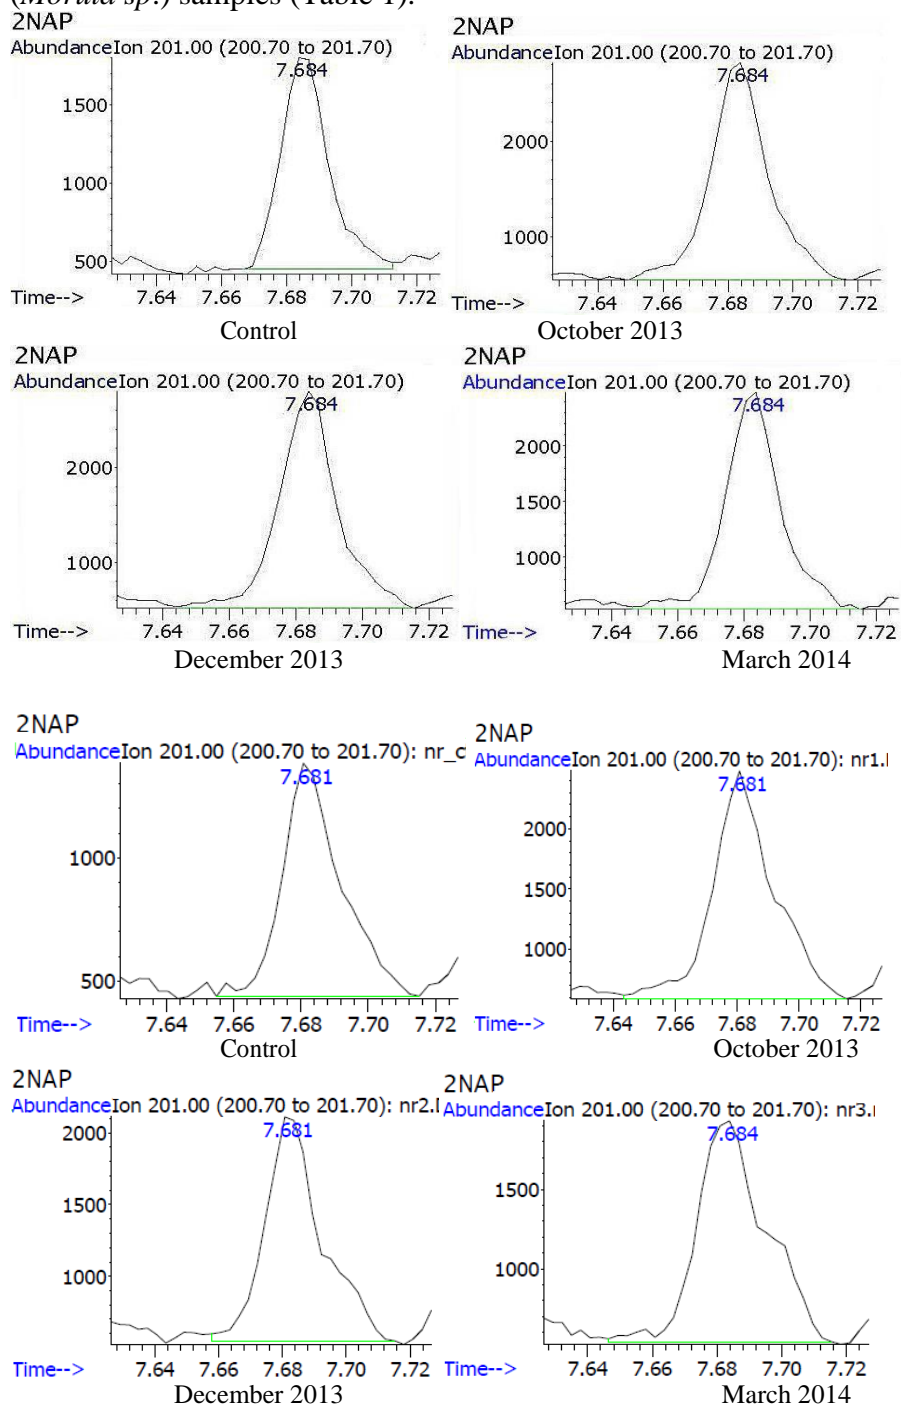 (Morula sp.) samples (Table 1).
2NAP
AbundanceIon 201.00 (200.70 to 201.70)
7.684
1500
1000
500
Time--> 7.64 7.66 7.68 7.70 7.72
Control
AbundanceIon 201.00 (200.70 to 201.70)
7.684
2000
1000
Time--> 7.64 7.66 7.68 7.70 7.72
October 2013
2NAP
AbundanceIon 201.00 (200.70 to 201.70)
7.684
2000
1000
Time--> 7.64 7.66 7.68 7.70 7.72
December 2013
2NAP
AbundanceIon 201.00 (200.70 to 201.70)
7.684
2000
1500
1000
Time--> 7.64 7.66 7.68 7.70 7.72
March 2014
2NAP
AbundanceIon 201.00 (200.70 to 201.70): nr_c
7.681
1000
500
Time--> 7.64 7.66 7.68 7.70 7.72
Control
2NAP
AbundanceIon 201.00 (200.70 to 201.70): nr1.
7.681
2000
1500
1000
Time--> 7.64 7.66 7.68 7.70 7.72
October 2013
2NAP
AbundanceIon 201.00 (200.70 to 201.70): nr2.
7.681
2000
1500
1000
Time--> 7.64 7.66 7.68 7.70 7.72
December 2013
2NAP
AbundanceIon 201.00 (200.70 to 201.70): nr3.
7.684
1500
1000
Time--> 7.64 7.66 7.68 7.70 7.72
March 2014